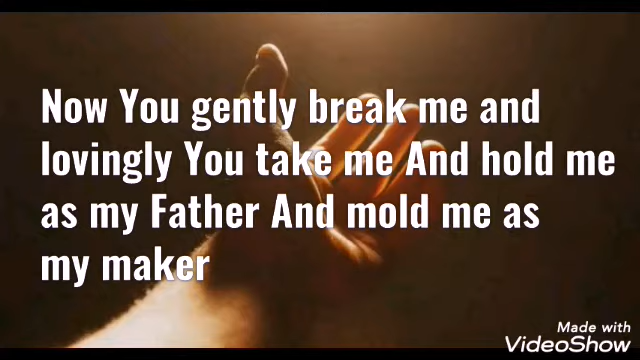 Now You gently break me and
lovingly You take me And hold me
as my Father And mold me as
my maker
Made with
VideoShow